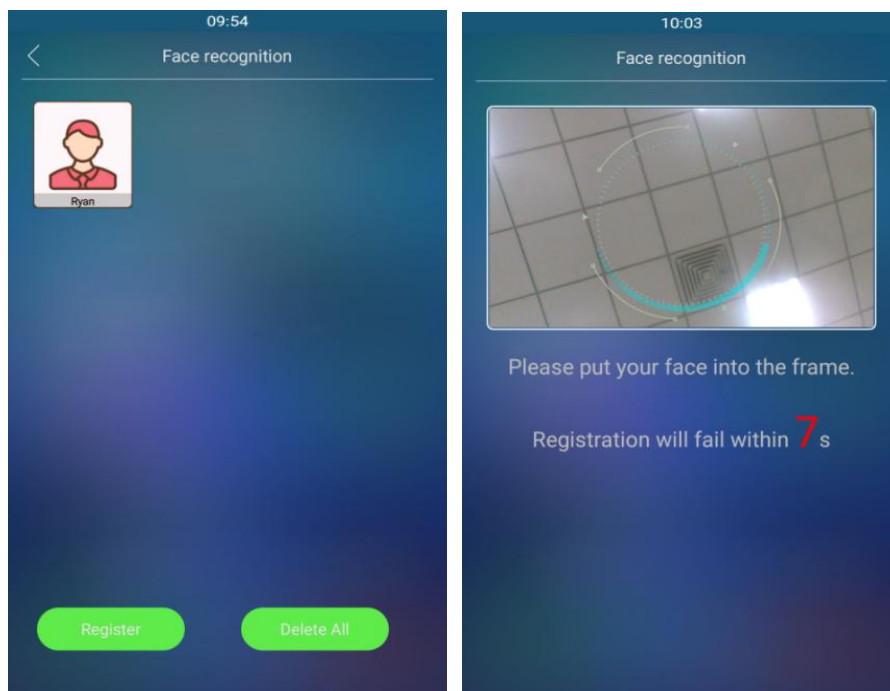 09:54
Face recognition
Ryan
Register
Delete All
10:03
Face recognition
Please put your face into the frame.
Registration will fail within 7 s